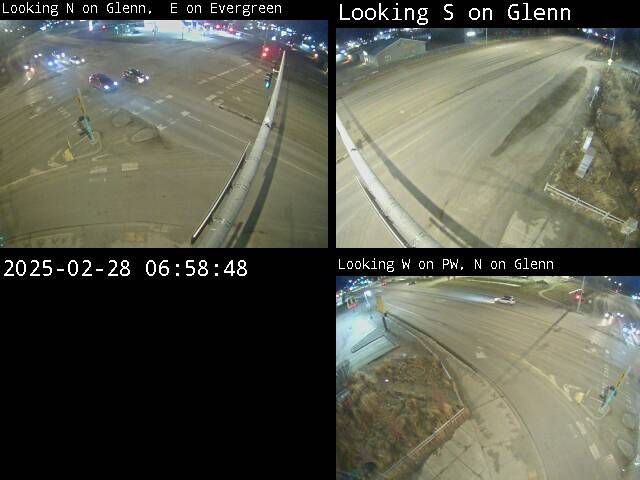 Looking N on Glenn, E on Evergreen
Looking S on Glenn
2025-02-28 06:58:48
Looking W on PW, N on Glenn